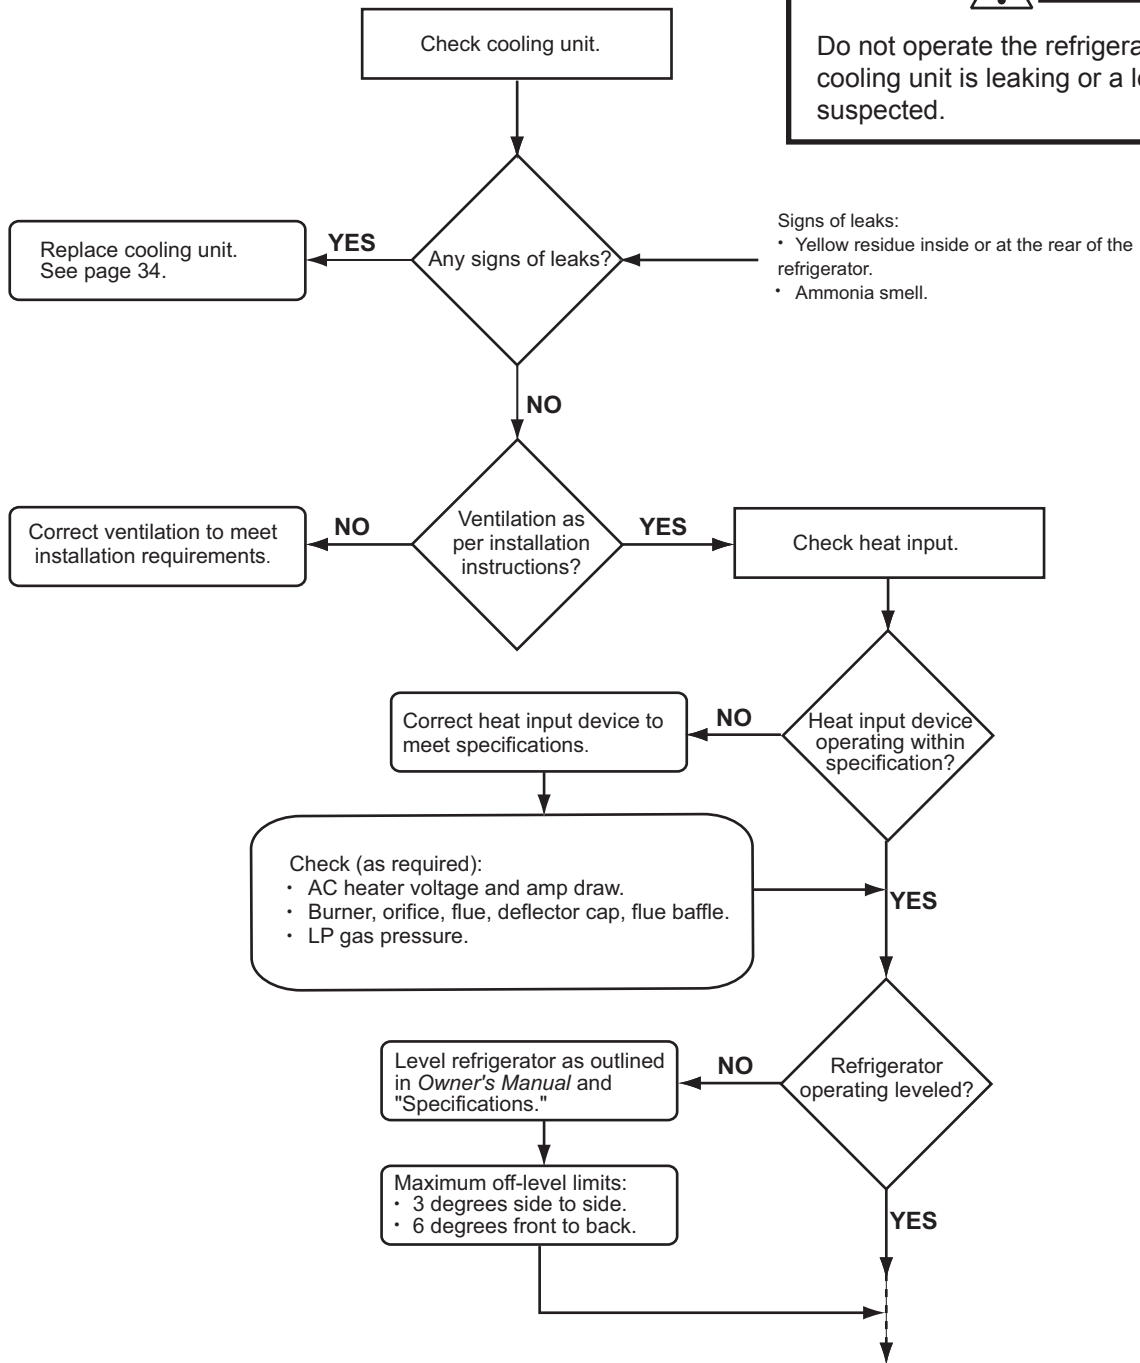 Check cooling unit.
Do not operate the refrigera
cooling unit is leaking or a le
suspected.
Signs of leaks:
• Yellow residue inside or at the rear of the
refrigerator.
• Ammonia smell.
Any signs of leaks?
YES
Replace cooling unit.
See page 34.
NO
Ventilation as
per installation
instructions?
NO
Correct ventilation to meet
installation requirements.
YES
Check heat input.
Heat input device
operating within
specification?
NO
Correct heat input device to
meet specifications.
Check (as required):
• AC heater voltage and amp draw.
• Burner, orifice, flue, deflector cap, flue baffle.
• LP gas pressure.
YES
Refrigerator
operating leveled?
NO
Level refrigerator as outlined
in Owner's Manual and
"Specifications."
Maximum off-level limits:
• 3 degrees side to side.
• 6 degrees front to back.
YES